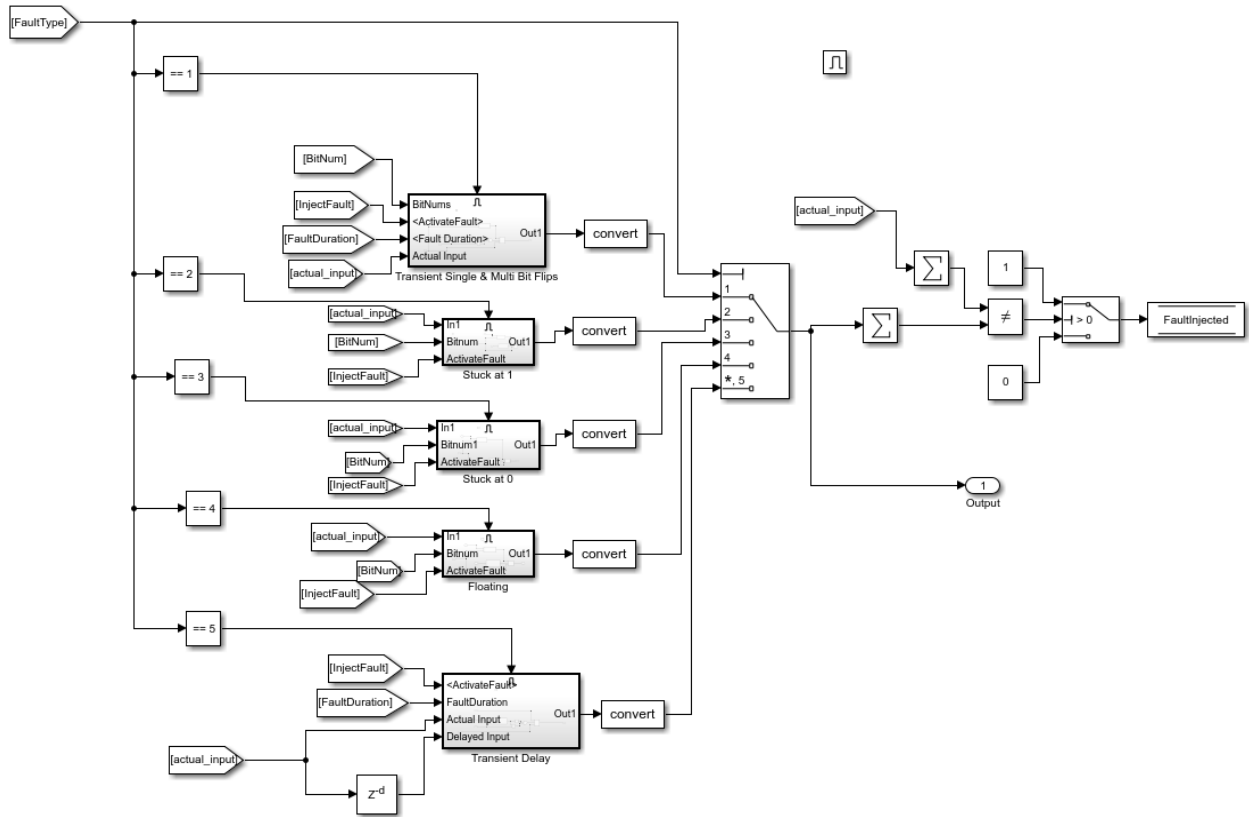 [FaultType]
== 1
[BitNum]
[InjectFault]
[FaultDuration]
[actual_input]
BitNums
<ActivateFault>
<Fault Duration>
Actual Input
Out1
Transient Single & Multi Bit Flips
convert
== 2
[actual_input]
[BitNum]
[InjectFault]
In1
Bitnum
ActivateFault
Out1
Stuck at 1
convert
== 3
[actual_input]
[BitNum]
[InjectFault]
In1
Bitnum1
ActivateFault
Out1
Stuck at 0
convert
== 4
[actual_input]
[BitNum]
[InjectFault]
In1
Bitnum
ActivateFault
Out1
Floating
convert
== 5
[InjectFault]
[FaultDuration]
[actual_input]
Z-d
<ActivateFault>
FaultDuration
Actual Input
Delayed Input
Out1
Transient Delay
convert
1
2
3
4
*, 5
[actual_input]
∑
∑
≠
1
0
> 0
FaultInjected
1
Output